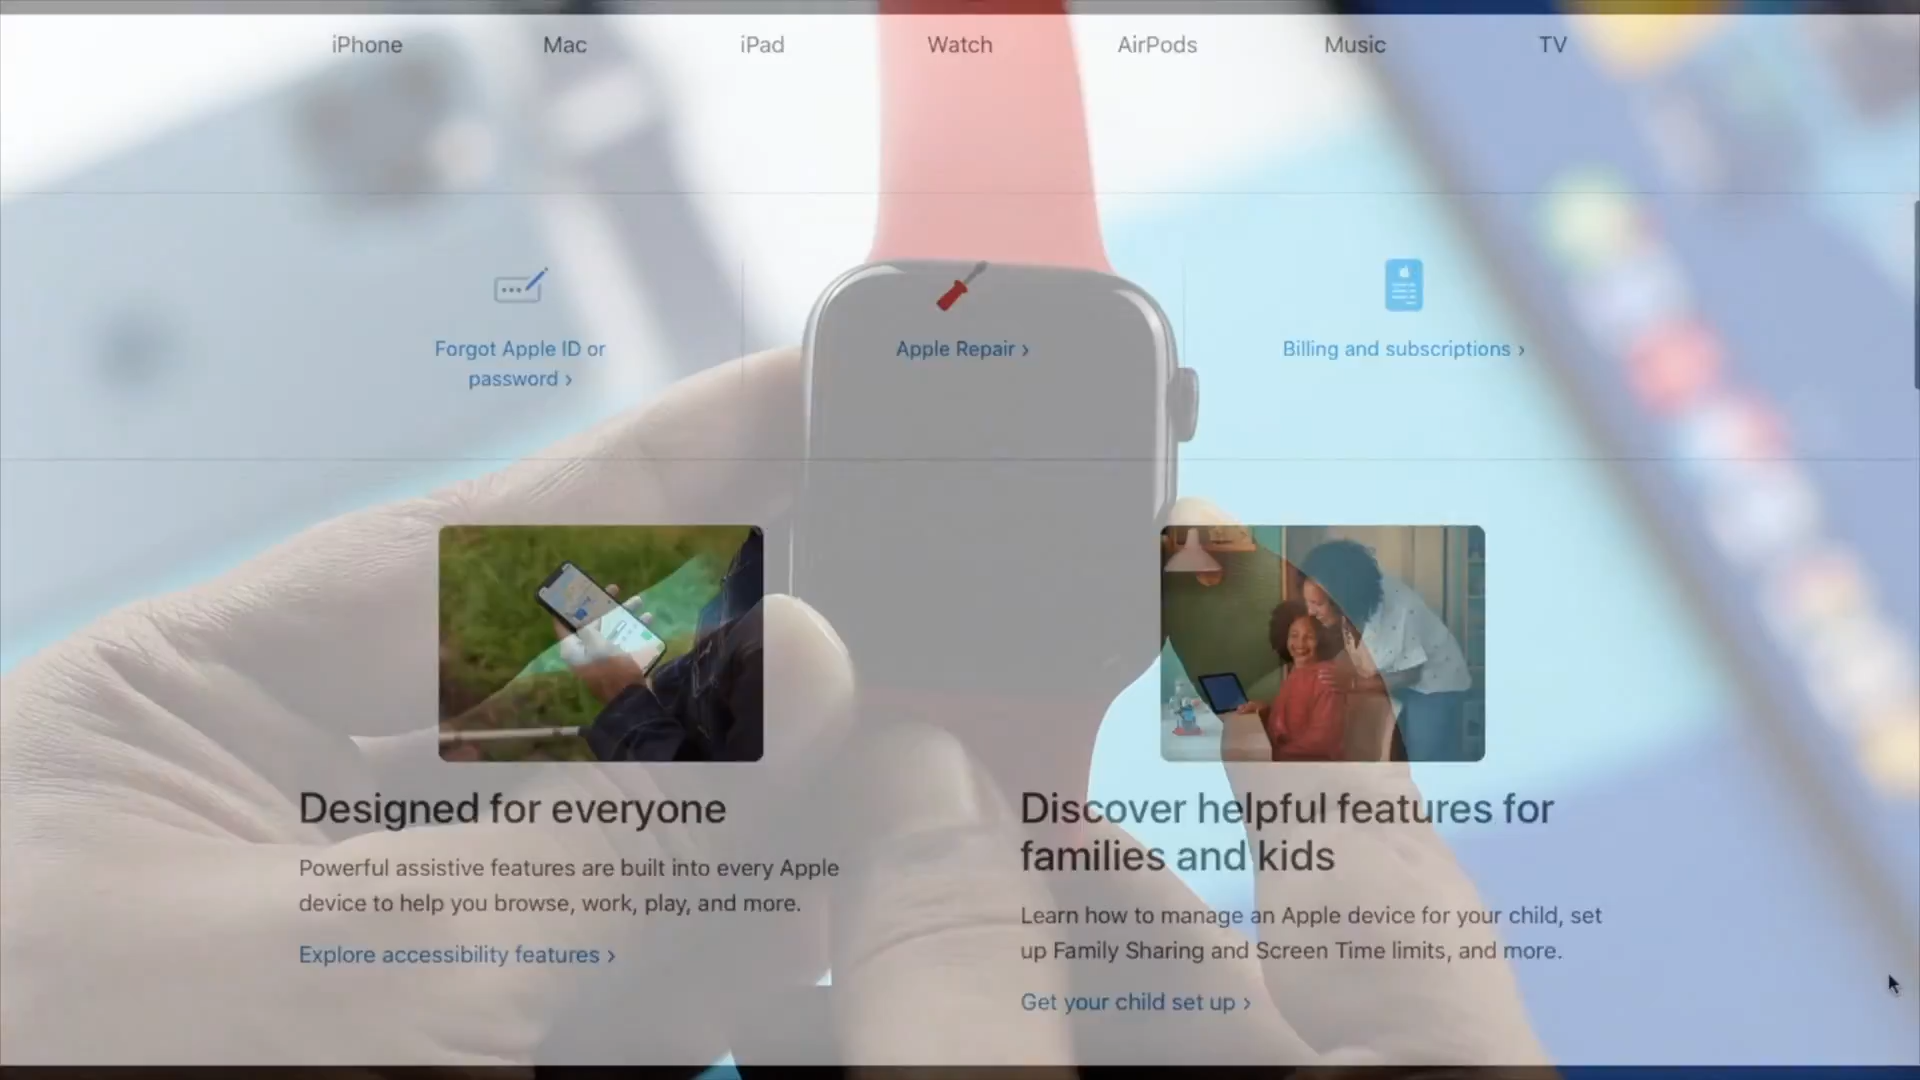 iPhone
Mac
iPad
Watch
AirPods
Music
TV
Forgot Apple ID or
password ›
Apple Repair ›
Billing and subscriptions ›
Designed for everyone
Powerful assistive features are built into every Apple
device to help you browse, work, play, and more.
Explore accessibility features ›
Discover helpful features for
families and kids
Learn how to manage an Apple device for your child, set
up Family Sharing and Screen Time limits, and more.
Get your child set up ›